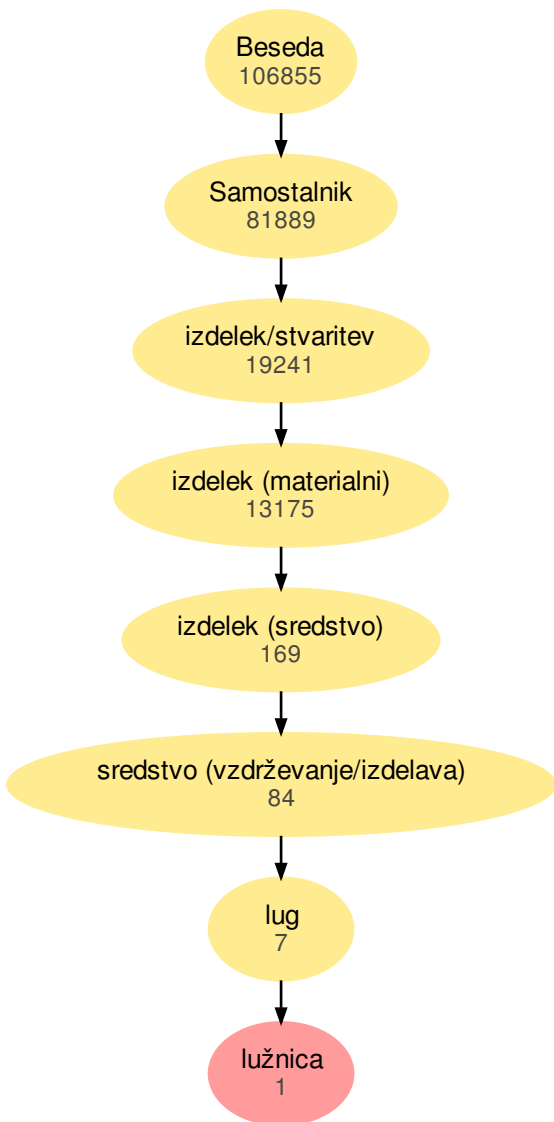 Beseda
106855
Samostalnik
81889
izdelek/stvaritev
19241
izdelek (materialni)
13175
izdelek (sredstvo)
169
sredstvo (vzdrževanje/izdelava)
84
lug
7
lužnica
1